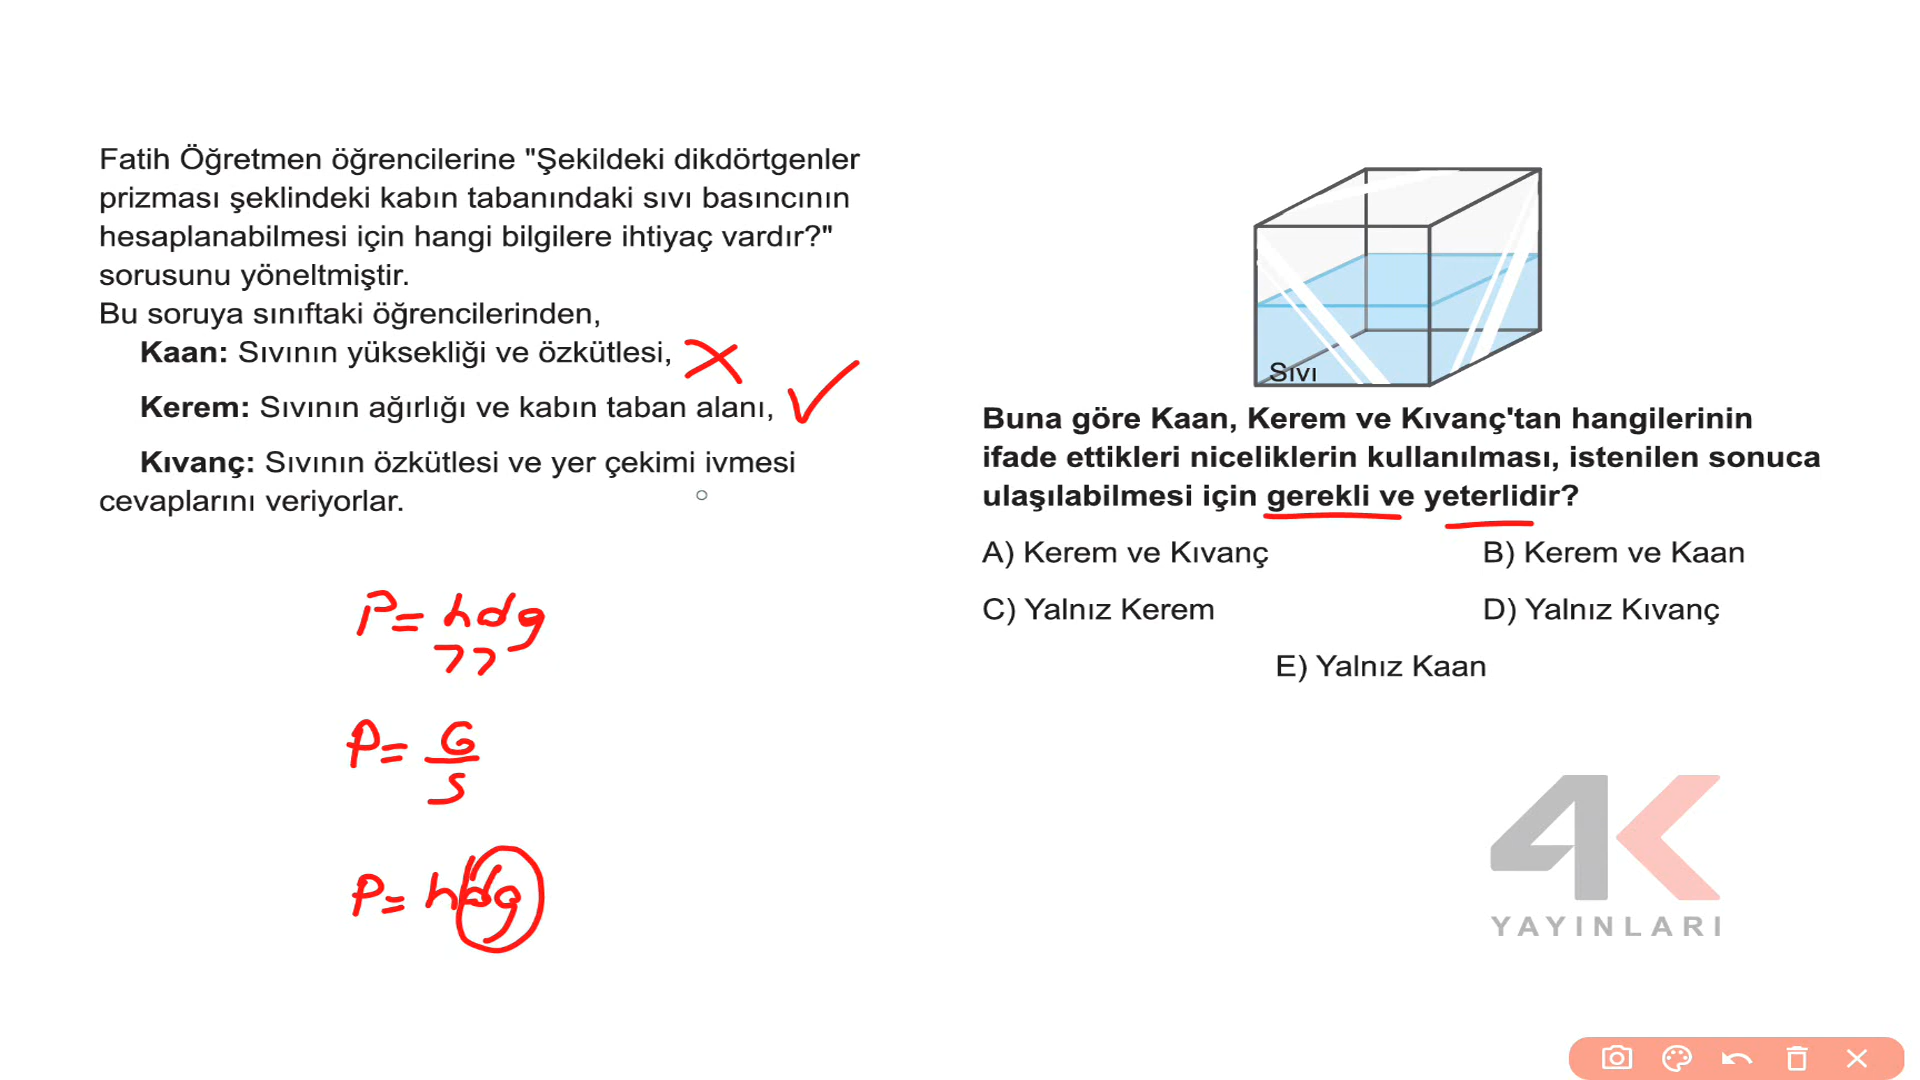 Fatih Öğretmen öğrencilerine "Şekildeki dikdörtgenler
prizması şeklindeki kabın tabanındaki sıvı basıncının
hesaplanabilmesi için hangi bilgilere ihtiyaç vardır?"
sorusunu yöneltmiştir.
Bu soruya sınıftaki öğrencilerinden,
Kaan: Sıvının yüksekliği ve özkütlesi,
Kerem: Sıvının ağırlığı ve kabın taban alanı,
Kıvanç: Sıvının özkütlesi ve yer çekimi ivmesi
cevaplarını veriyorlar.
P= hdg
P= G
S
P= hdg
Sıvı
Buna göre Kaan, Kerem ve Kıvanç'tan hangilerinin
ifade ettikleri niceliklerin kullanılması, istenilen sonuca
ulaşılabilmesi için gerekli ve yeterlidir?
A) Kerem ve Kıvanç
B) Kerem ve Kaan
C) Yalnız Kerem
D) Yalnız Kıvanç
E) Yalnız Kaan
4K
YAYINLARI